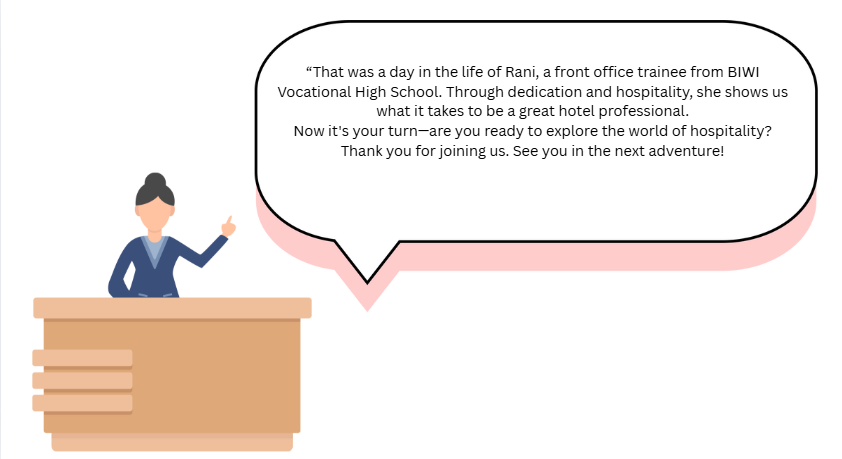 “That was a day in the life of Rani, a front office trainee from BIWI
Vocational High School. Through dedication and hospitality, she shows us
what it takes to be a great hotel professional.
Now it's your turn—are you ready to explore the world of hospitality?
Thank you for joining us. See you in the next adventure!